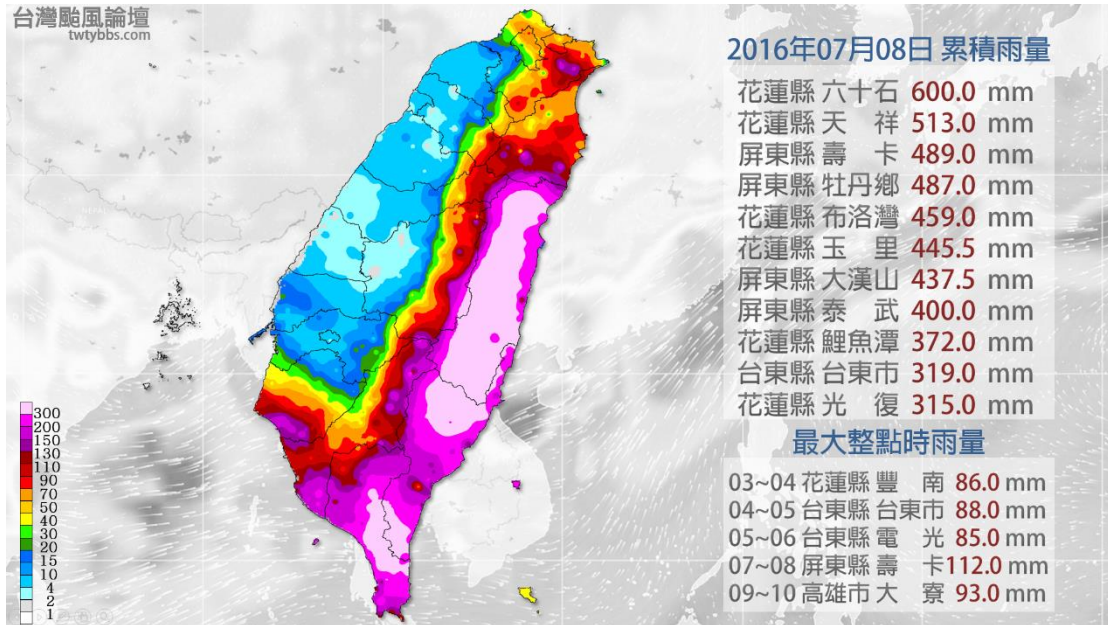 台灣颱風論壇
twtybbs.com
2016年07月08日 累積雨量
花蓮縣 六十石 600.0 mm
花蓮縣 天 祥 513.0 mm
屏東縣 壽 卡 489.0 mm
屏東縣 牡丹鄉 487.0 mm
花蓮縣 布洛灣 459.0 mm
花蓮縣 玉 里 445.5 mm
屏東縣 大漢山 437.5 mm
屏東縣 泰 武 400.0 mm
花蓮縣 鯉魚潭 372.0 mm
台東縣 台東市 319.0 mm
花蓮縣 光 復 315.0 mm
最大整點時雨量
03~04 花蓮縣 豐 南 86.0 mm
04~05 台東縣 台東市 88.0 mm
05~06 台東縣 電 光 85.0 mm
07~08 屏東縣 壽 卡 112.0 mm
09~10 高雄市 大 寮 93.0 mm
300
200
150
130
110
90
70
50
40
30
20
15
10
4
2
1